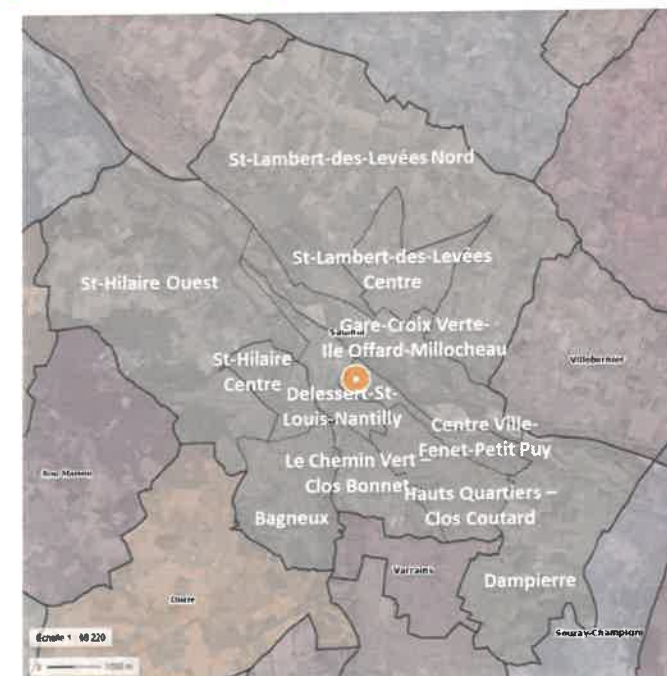 St-Lambert-des-Levées Nord
St-Lambert-des-Levées
Centre
St-Hilaire Ouest
Gare-Croix Verte-
Saumur
Ile Offard-Millocheau
Villebernier
St-Hilaire
Centre
Delessert-St-
Louis-Nantilly
Centre Ville-
Fenet-Petit Puy
Le Chemin Vert –
Clos Bonnet
Hauts Quartiers –
Clos Coutard
Bagneux
Varrains
Dampierre
Souzay-Champigny